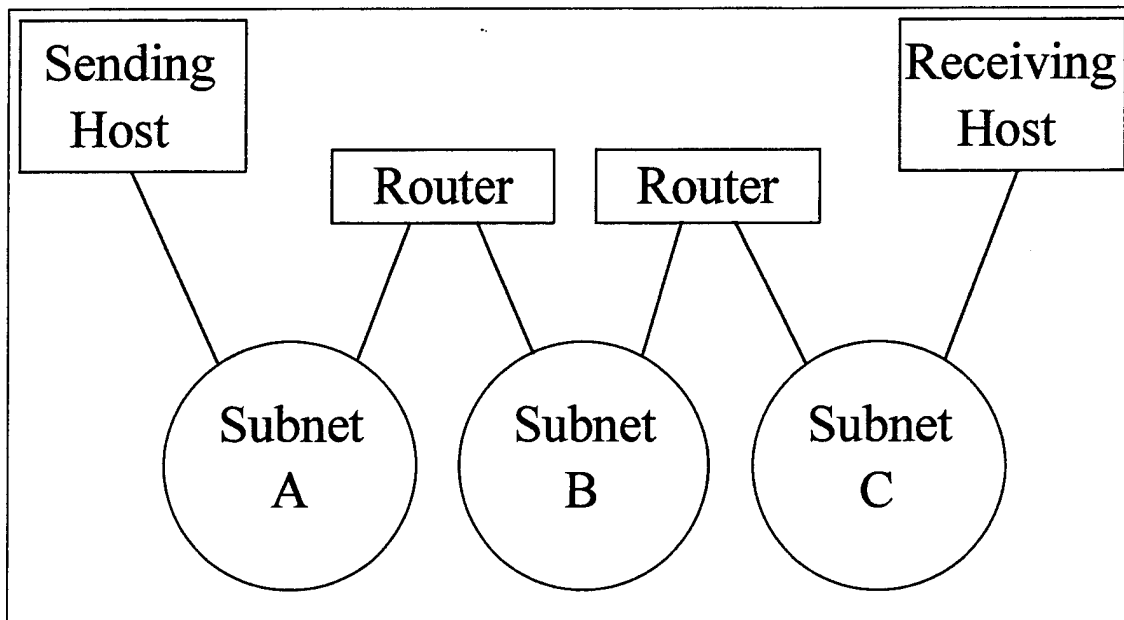 Sending
Host
Receiving
Host
Router
Router
Subnet
A
Subnet
B
Subnet
C